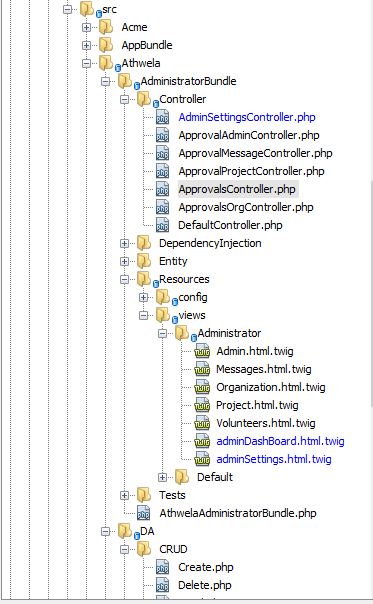 src
Acme
AppBundle
Athwela
AdministratorBundle
Controller
AdminSettingsController.php
ApprovalAdminController.php
ApprovalMessageController.php
ApprovalProjectController.php
ApprovalsController.php
ApprovalsOrgController.php
DefaultController.php
DependencyInjection
Entity
Resources
config
views
Administrator
Admin.html.twig
Messages.html.twig
Organization.html.twig
Project.html.twig
Volunteers.html.twig
adminDashBoard.html.twig
adminSettings.html.twig
Default
Tests
AthwelaAdministratorBundle.php
DA
CRUD
Create.php
Delete.php